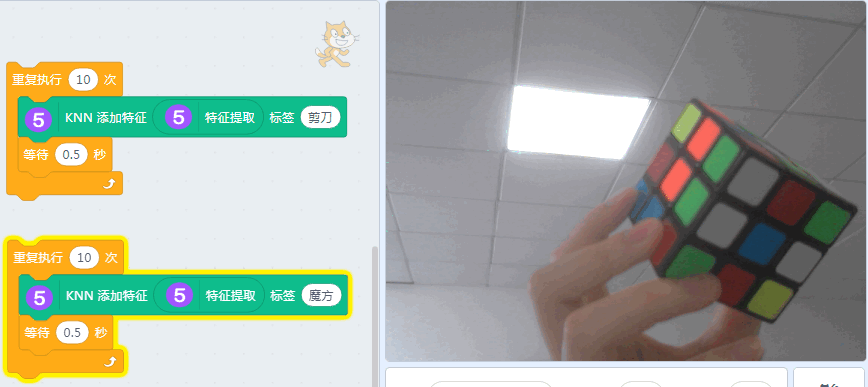 重复执行 10 次
5 KNN 添加特征 5 特征提取 标签 剪刀
等待 0.5 秒
重复执行 10 次
5 KNN 添加特征 5 特征提取 标签 魔方
等待 0.5 秒